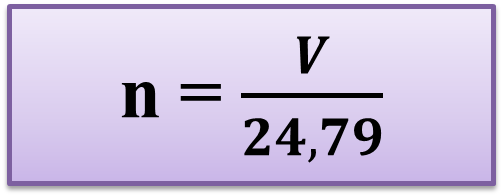 n = V / 24,79